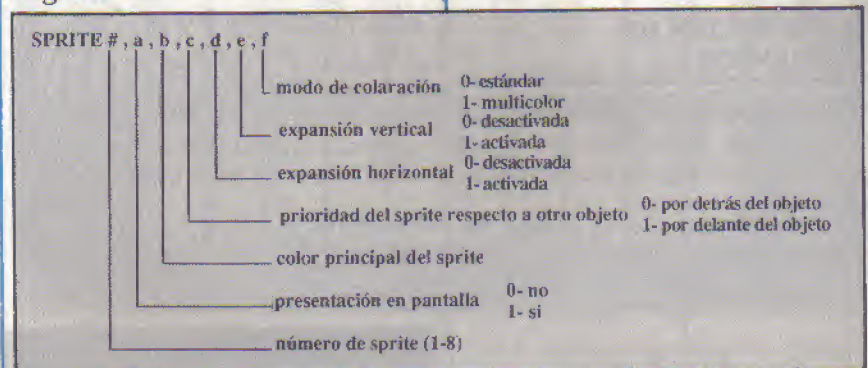 SPRITE #, a, b, c, d, e, f
modo de colaración 0- estándar
1- multicolor
expansión vertical 0- desactivada
1- activada
expansión horizontal 0- desactivada
1- activada
prioridad del sprite respecto a otro objeto 0- por detrás del objeto
1- por delante del objeto
color principal del sprite
presentación en pantalla 0- no
1- si
número de sprite (1-8)